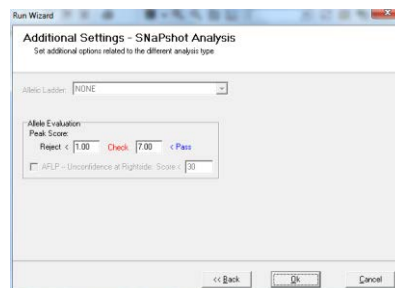 Run Wizard
Additional Settings - SNaPshot Analysis
Set additional options related to the different analysis type
Allelic Ladder: NONE
Allele Evaluation
Peak Score:
Reject < 1.00 Check 7.00 < Pass
AFLP - Unconfidence at Rightside: Score < 30
<< Back Ok Cancel